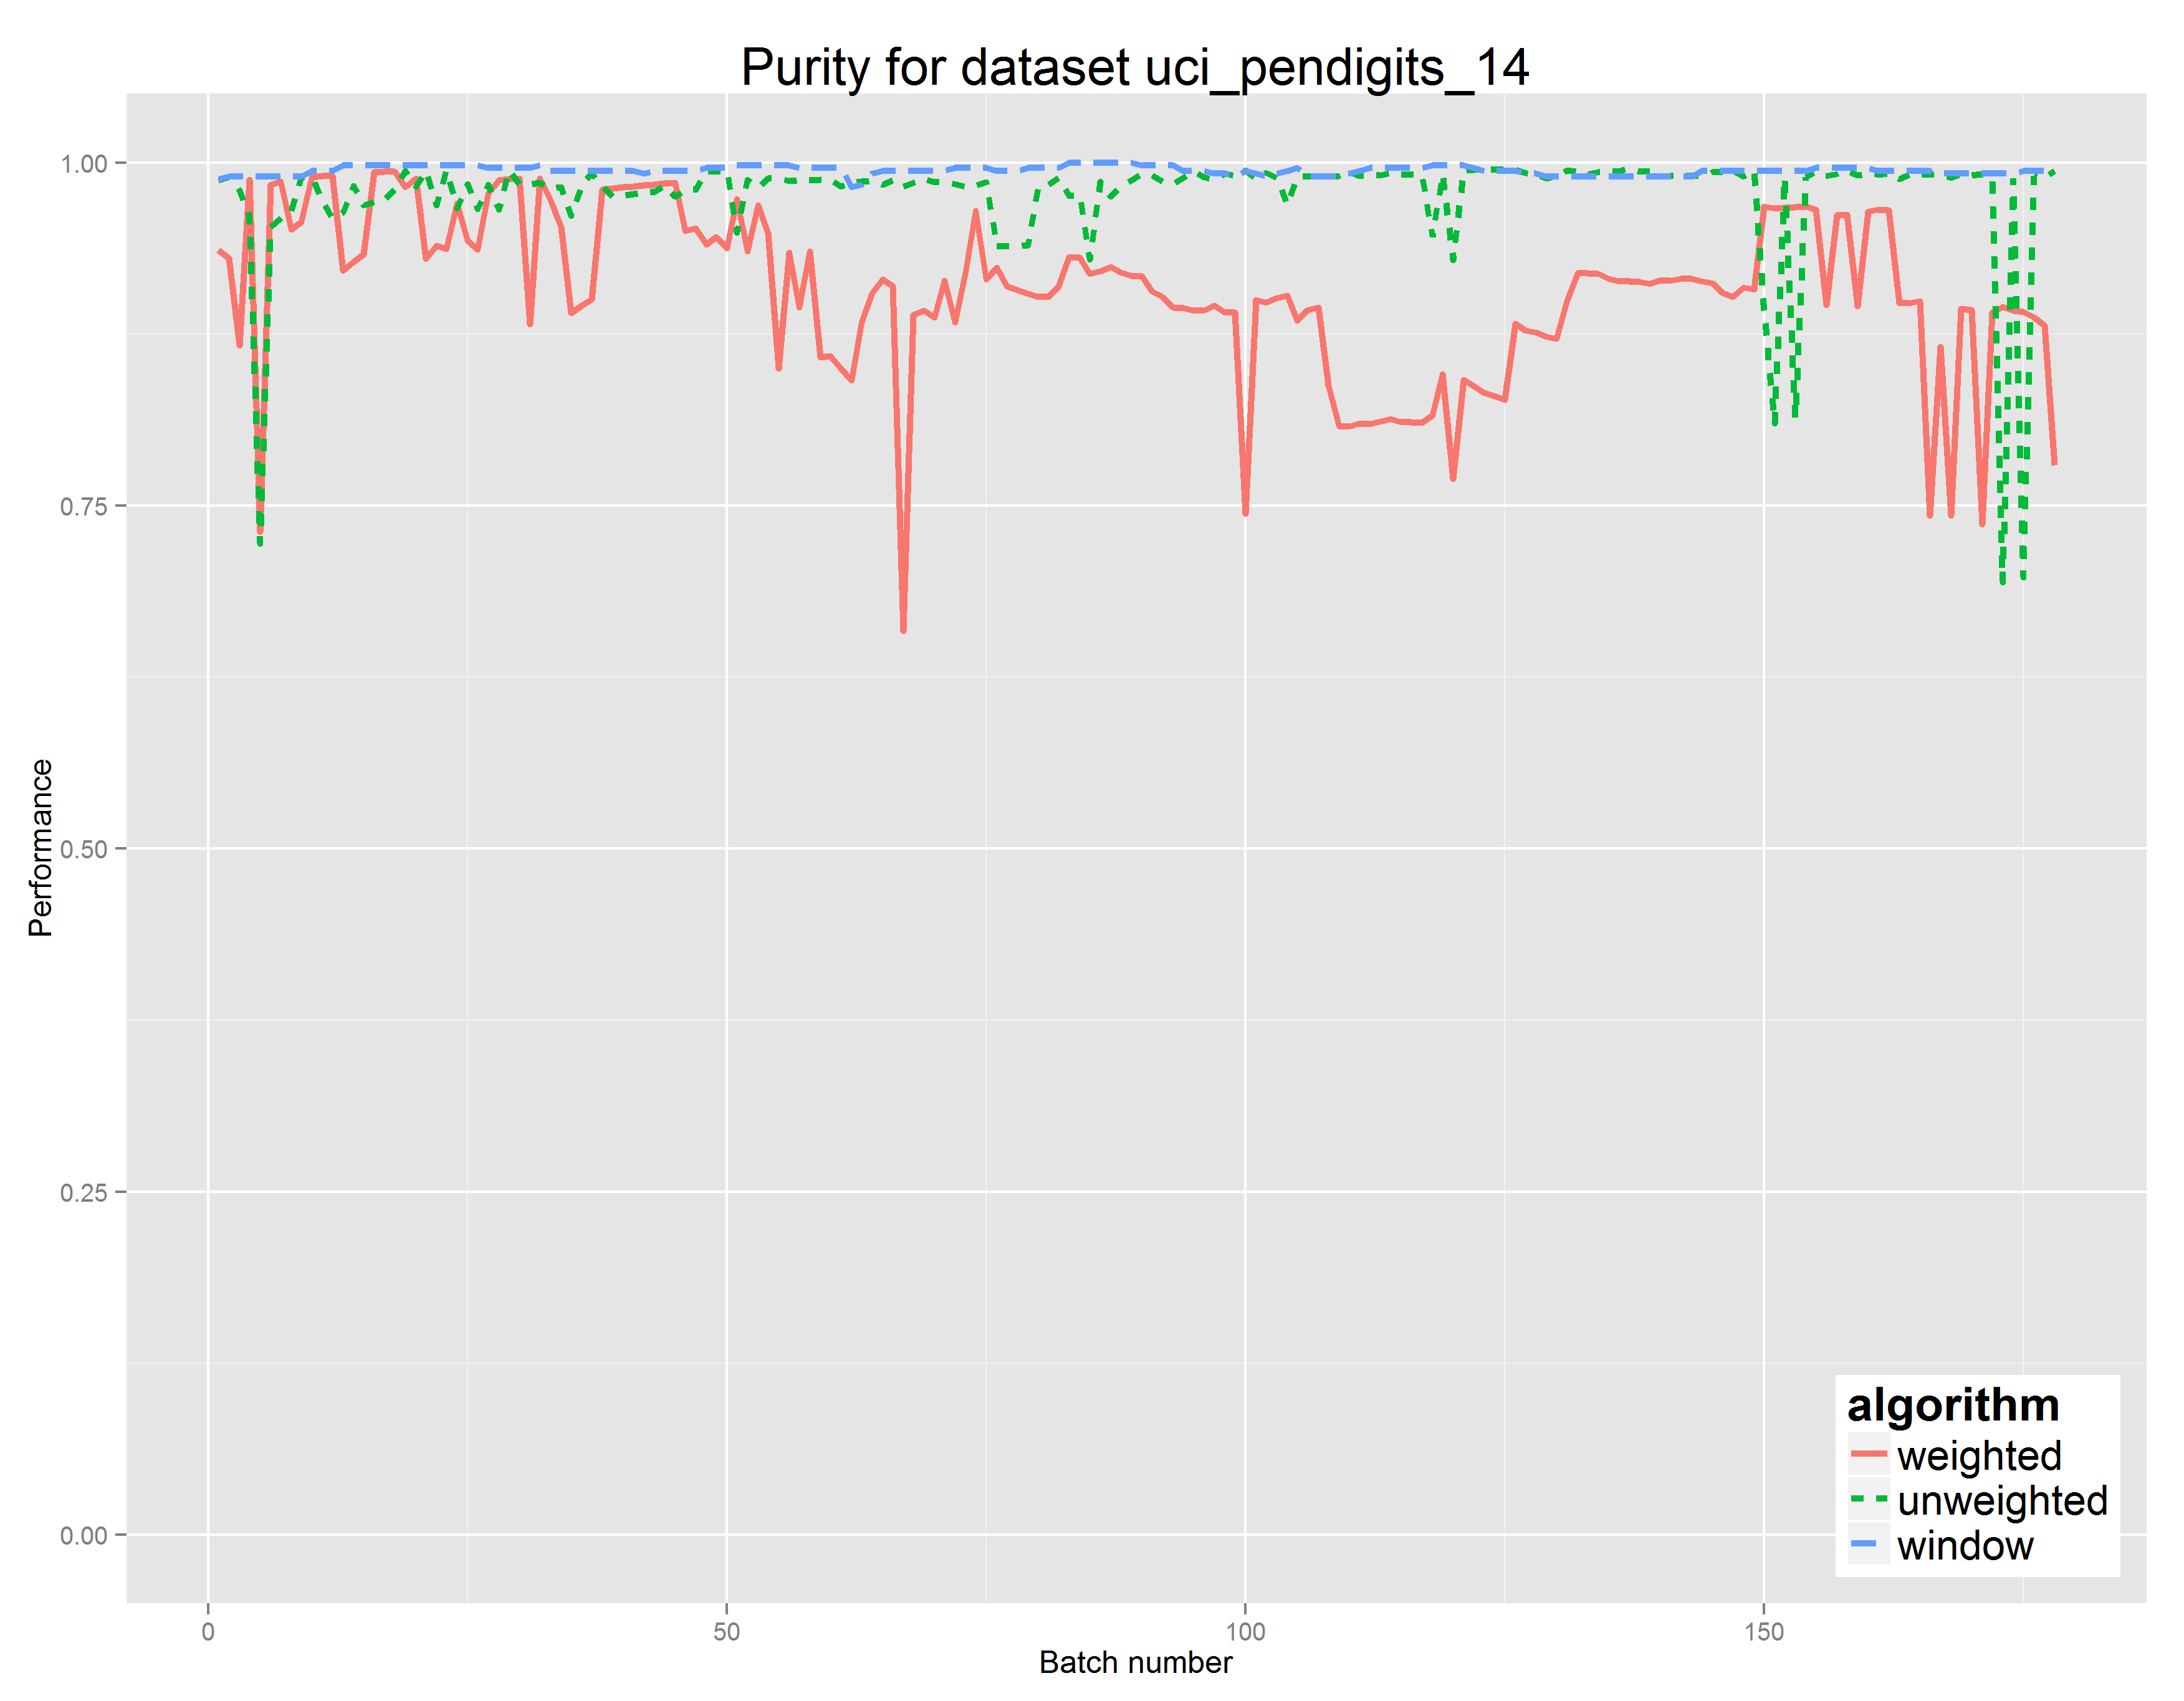 Purity for dataset uci_pendigits_14
1.00
0.75
0.50
0.25
0.00
Performance
0
50
100
150
Batch number
algorithm
weighted
unweighted
window